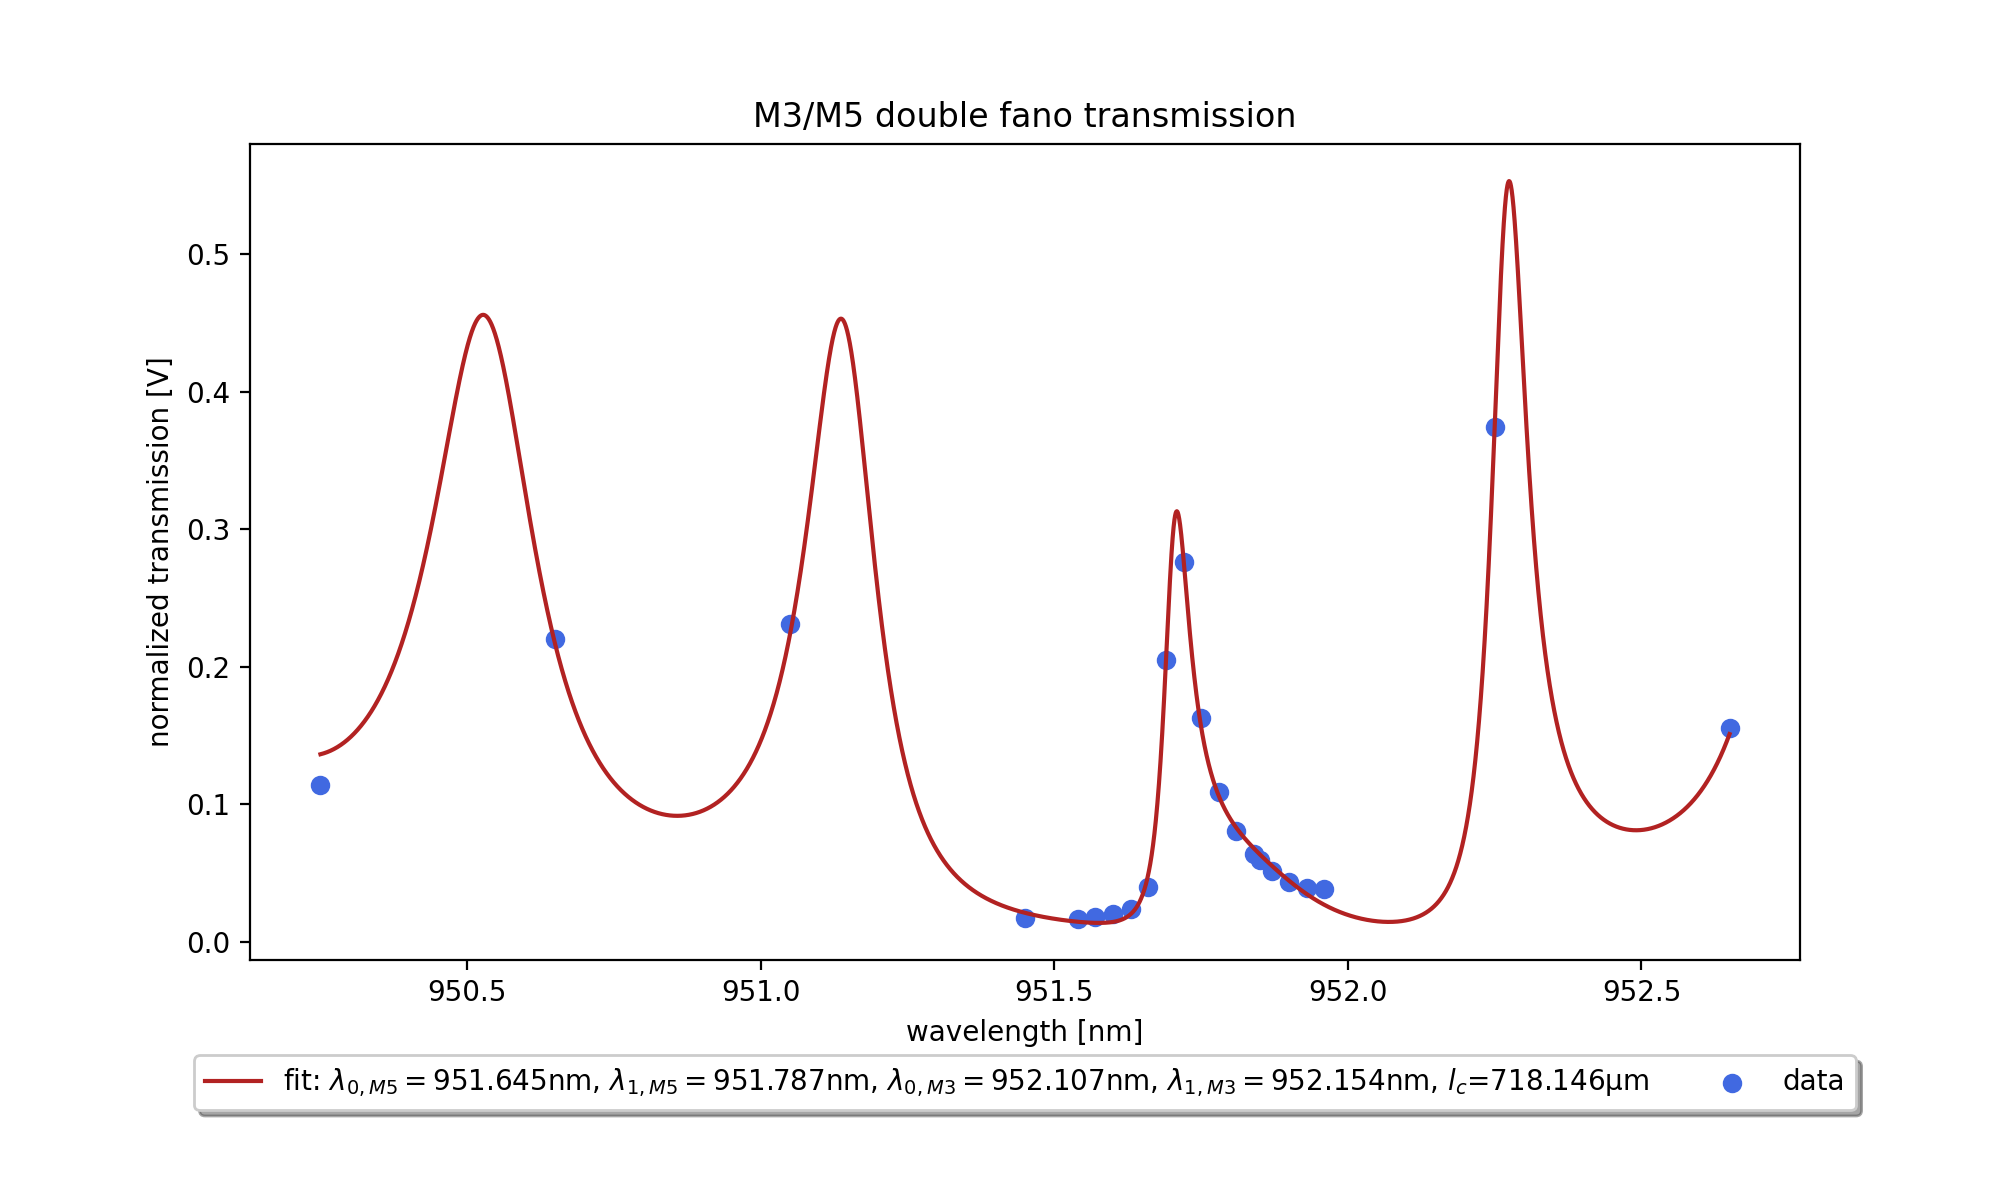 M3/M5 double fano transmission
normalized transmission [V]
0.5
0.4
0.3
0.2
0.1
0.0
950.5 951.0 951.5 952.0 952.5
wavelength [nm]
fit: λ₀,M5 = 951.645nm, λ₁,M5 = 951.787nm, λ₀,M3 = 952.107nm, λ₁,M3 = 952.154nm, l_c=718.146μm data